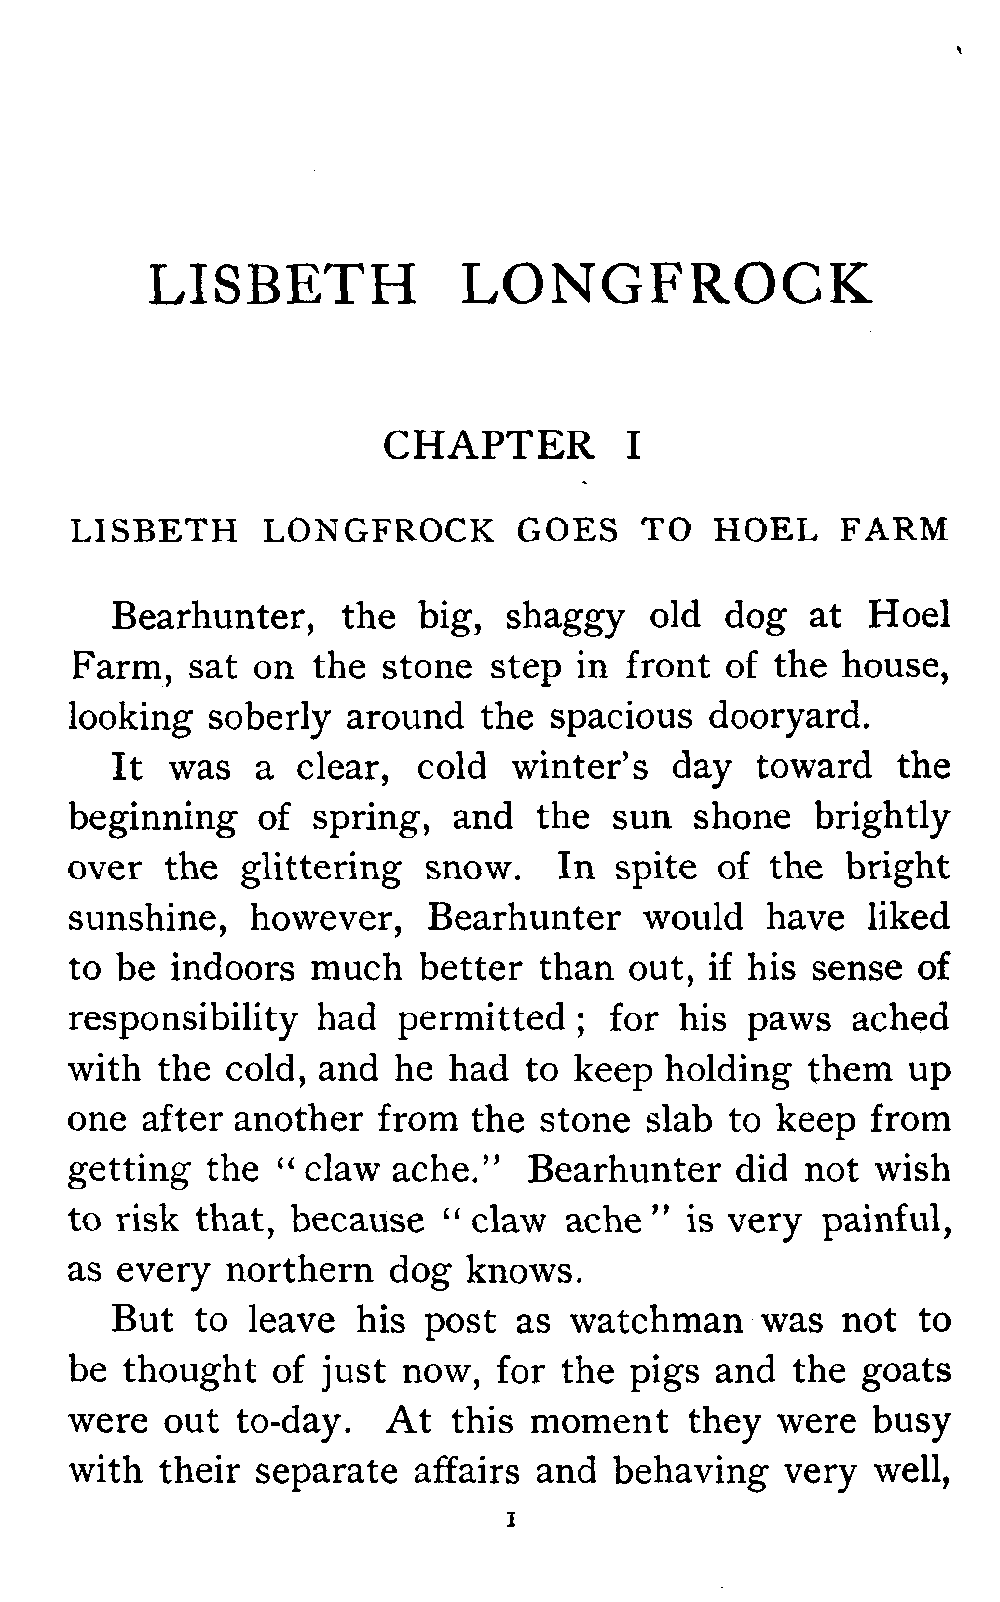 LISBETH LONGFROCK
CHAPTER I
LISBETH LONGFROCK GOES TO HOEL FARM
Bearhunter, the big, shaggy old dog at Hoel
Farm, sat on the stone step in front of the house,
looking soberly around the spacious dooryard.
It was a clear, cold winter's day toward the
beginning of spring, and the sun shone brightly
over the glittering snow. In spite of the bright
sunshine, however, Bearhunter would have liked
to be indoors much better than out, if his sense of
responsibility had permitted ; for his paws ached
with the cold, and he had to keep holding them up
one after another from the stone slab to keep from
getting the “ claw ache.” Bearhunter did not wish
to risk that, because “ claw ache ” is very painful,
as every northern dog knows.
But to leave his post as watchman was not to
be thought of just now, for the pigs and the goats
were out to-day. At this moment they were busy
with their separate affairs and behaving very well,
1